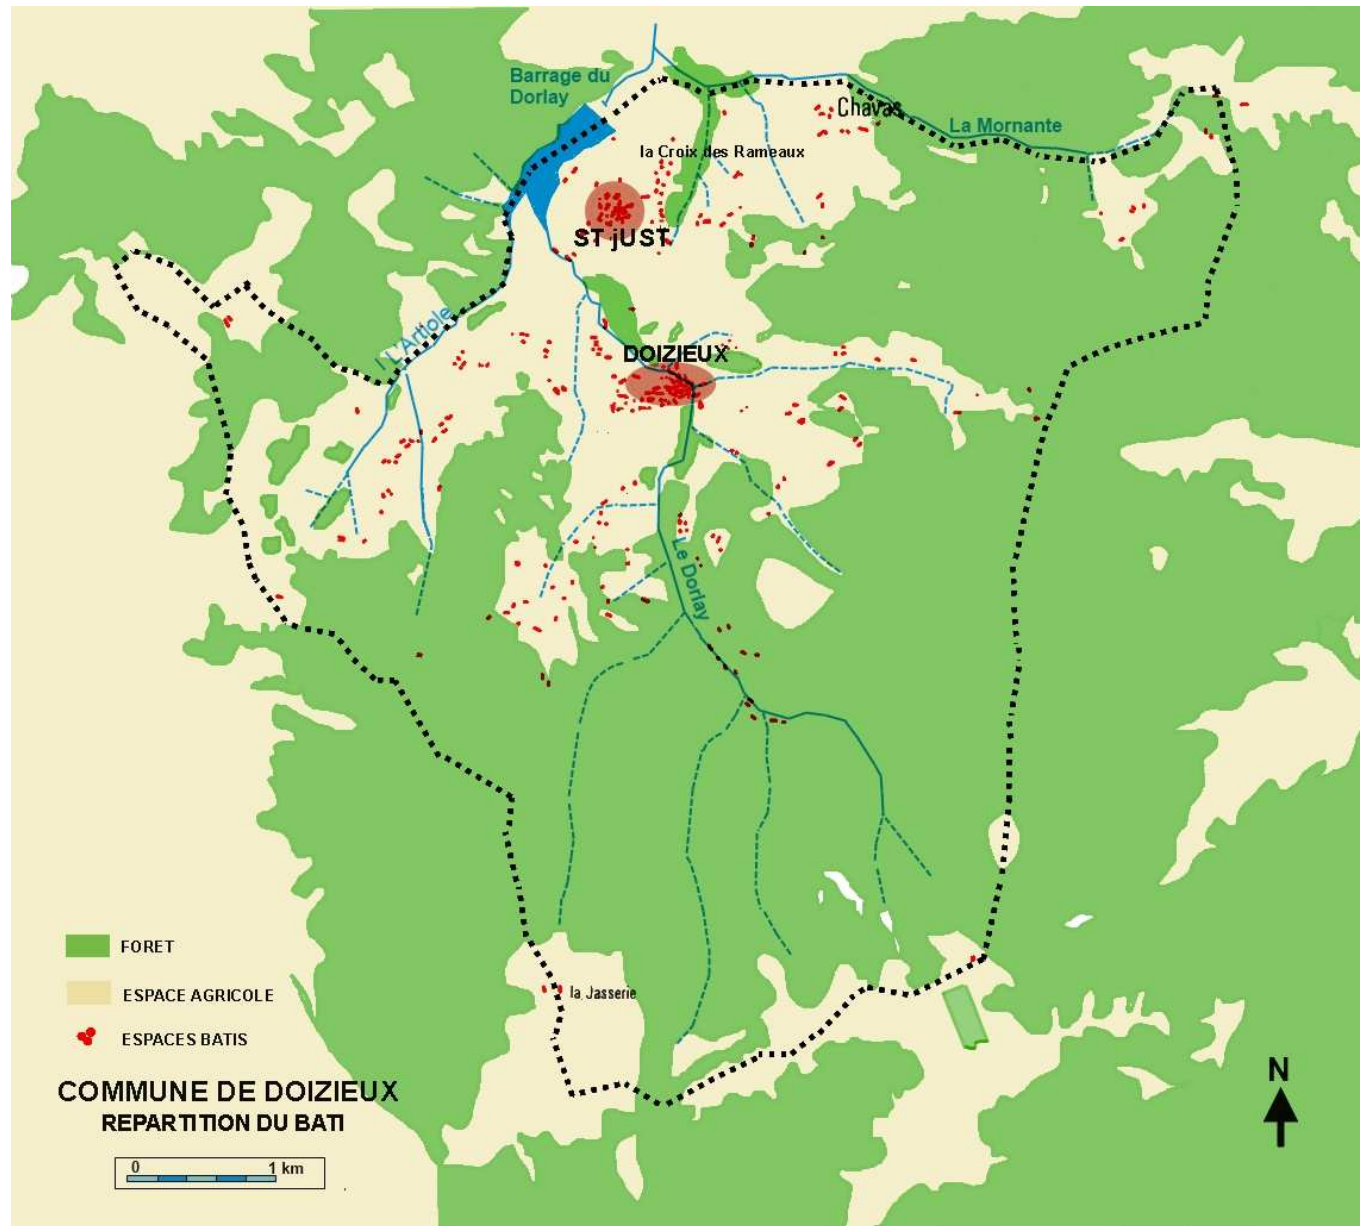 Barrage du
Dorlay
Chavas
La Mornante
la Croix des Rameaux
ST jUST
L'Artiole
DOIZIEUX
Le Dorlay
la Jasserie
FORET
ESPACE AGRICOLE
ESPACES BATIS
COMMUNE DE DOIZIEUX
REPARTITION DU BATI
0 1 km
N